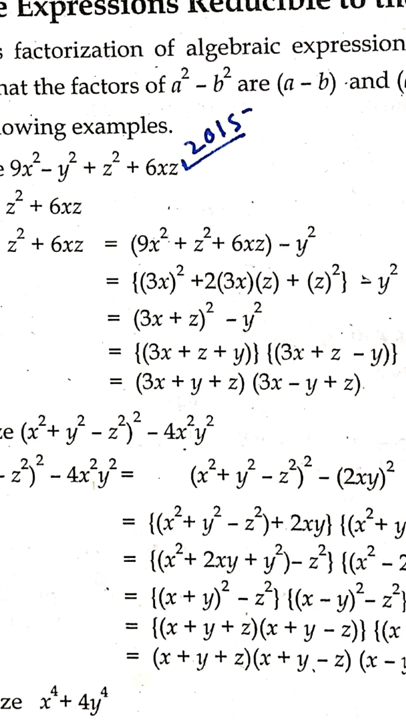 Expressions Reducible to
factorization of algebraic expression
the factors of a² – b² are (a – b) and
examples.
9x² – y² + z² + 6xz 2015
z² + 6xz
z² + 6xz = (9x² + z² + 6xz) – y²
= {(3x)² +2(3x)(z) + (z)²} – y²
= (3x + z)² – y²
= {(3x + z + y)} {(3x + z – y)}
= (3x + y + z) (3x – y + z)
(x² + y² – z²)² – 4x²y²
– z²)² – 4x²y² = (x² + y² – z²)² – (2xy)²
= {(x² + y² – z²)+ 2xy} {(x² + y
= {(x² + 2xy + y²)– z²} {(x² – 2
= {(x + y)² – z²} {(x – y)² – z²}
= {(x + y + z)(x + y – z)} {(x
= (x + y + z)(x + y – z) (x –
x⁴ + 4y⁴